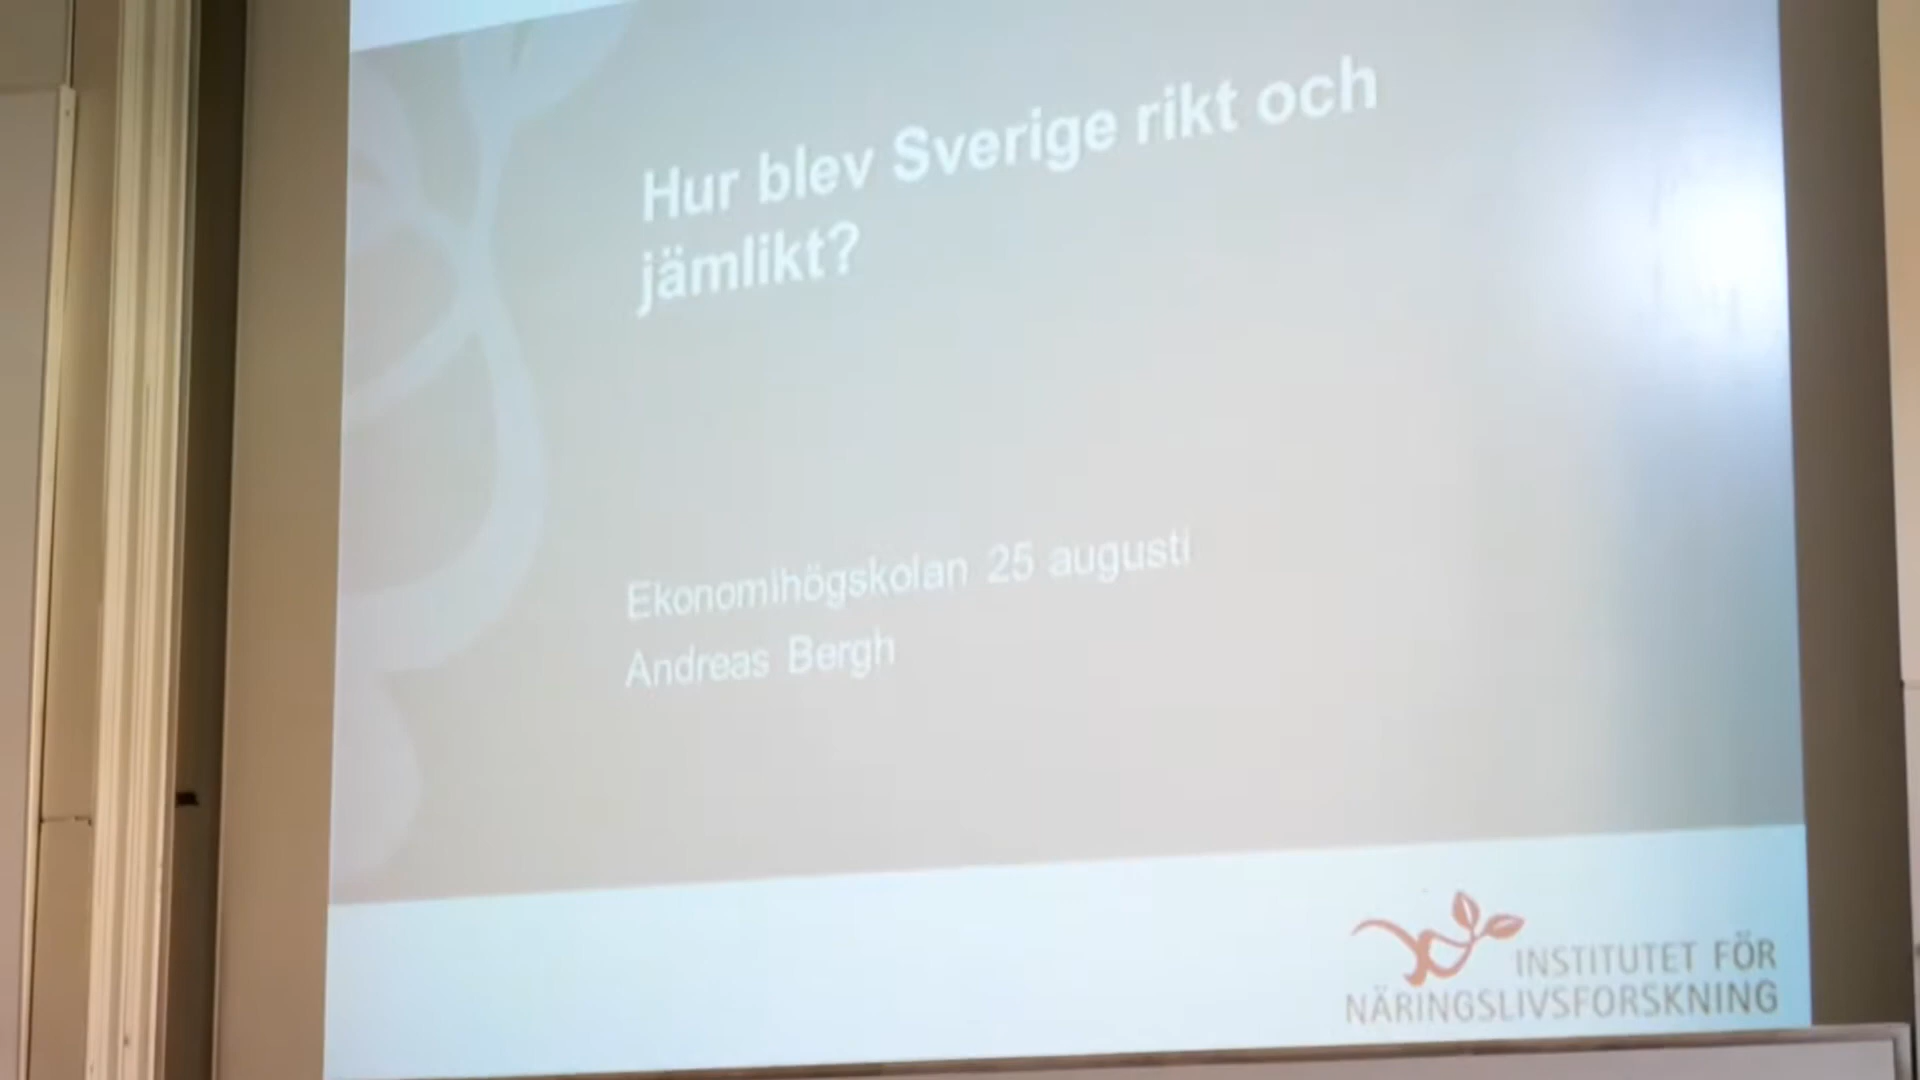 Hur blev Sverige rikt och
jämlikt?
Ekonomihögskolan 25 augusti
Andreas Bergh
INSTITUTET FÖR
NÄRINGSLIVSFORSKNING